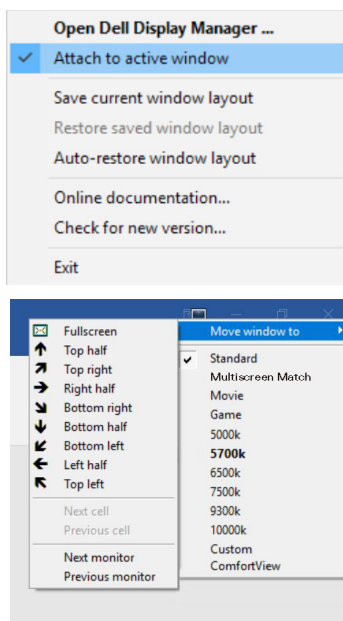 Open Dell Display Manager ...
Attach to active window
Save current window layout
Restore saved window layout
Auto-restore window layout
Online documentation...
Check for new version...
Exit
Fullscreen
Top half
Top right
Right half
Bottom right
Bottom half
Bottom left
Left half
Top left
Next cell
Previous cell
Next monitor
Previous monitor
Move window to
Standard
Multiscreen Match
Movie
Game
5000k
5700k
6500k
7500k
9300k
10000k
Custom
ComfortView